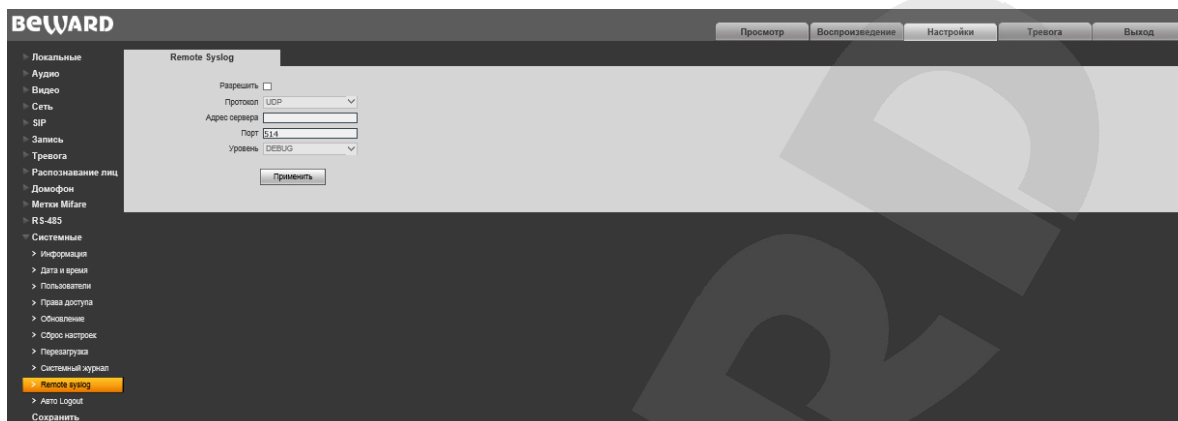 BEWARD
Просмотр
Воспроизведение
Настройки
Тревога
Выход
Локальные
Аудио
Видео
Сеть
SIP
Запись
Тревога
Распознавание лиц
Домофон
Метки Mifare
RS-485
Системные
Информация
Дата и время
Пользователи
Права доступа
Обновление
Сброс настроек
Перезагрузка
Системный журнал
Remote syslog
Авто Logout
Сохранить
Remote Syslog
Разрешить
Протокол UDP
Адрес сервера
Порт 514
Уровень DEBUG
Применить
RD